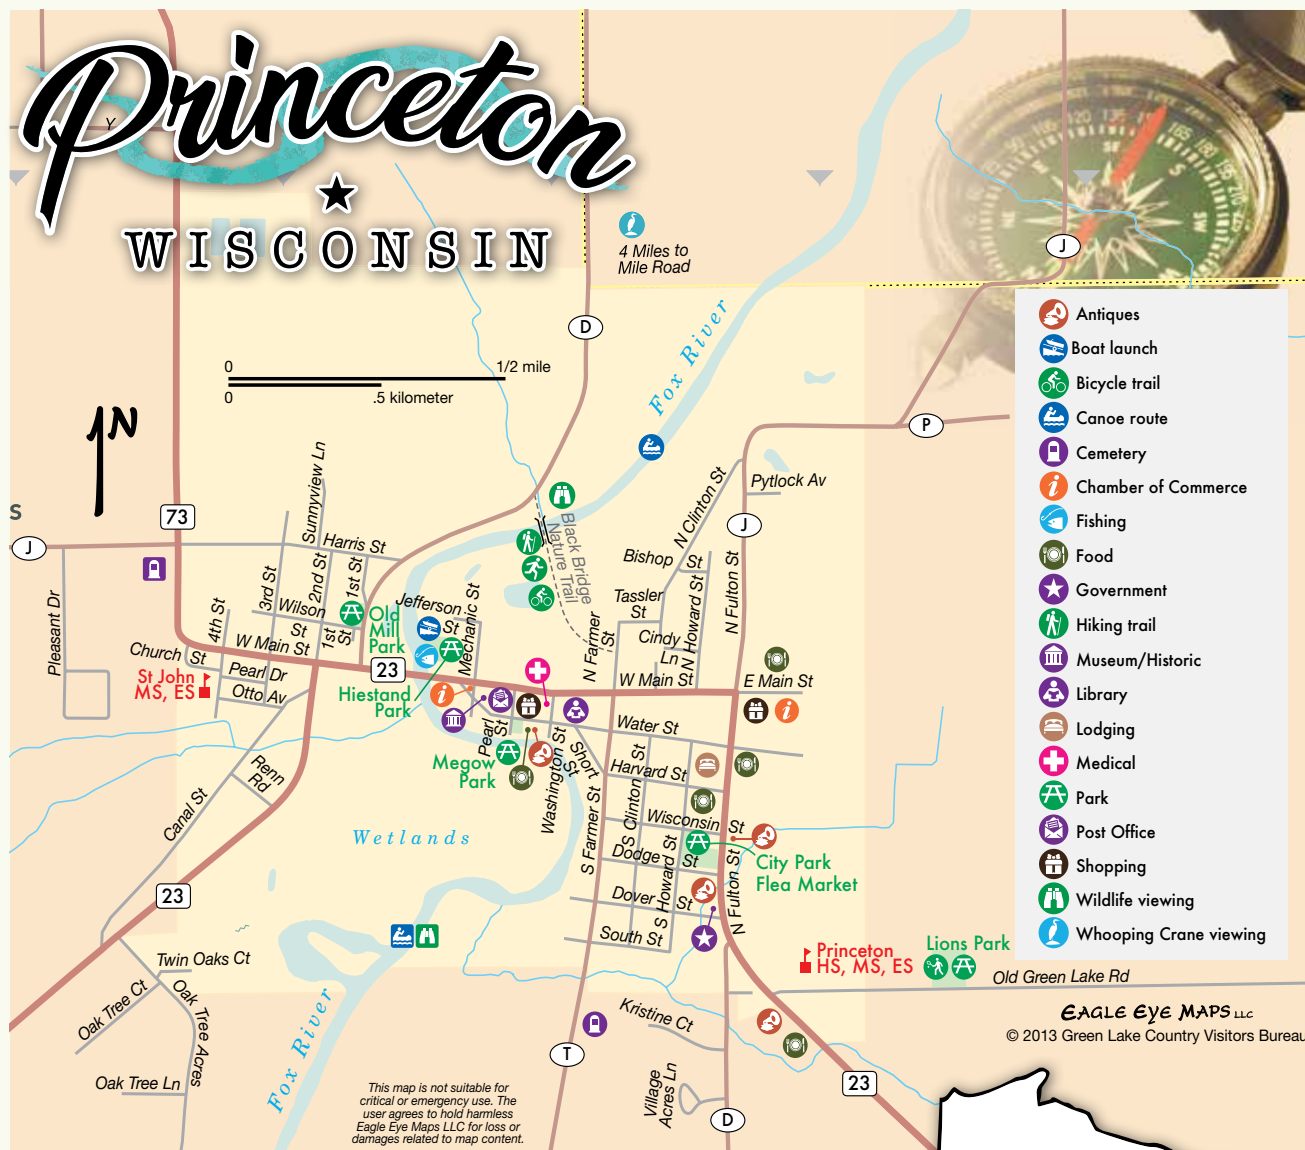 Princeton
WISCONSIN
Y
4 Miles to
Mile Road
J
D
Fox River
0
1/2 mile
0
.5 kilometer
N
P
S
73
J
J
Antiques
Boat launch
Bicycle trail
Canoe route
Cemetery
Chamber of Commerce
Fishing
Food
Government
Hiking trail
Museum/Historic
Library
Lodging
Medical
Park
Post Office
Shopping
Wildlife viewing
Whooping Crane viewing
Pytlock Av
N Clinton St
Sunnyview Ln
Harris St
Black Bridge
Nature Trail
Bishop St
N Fulton St
N Howard St
Tassler
St
Cindy
Ln
Pleasant Dr
3rd St
2nd St
1st St
4th St
Wilson
St
1st
St
Jefferson
St
Mechanic St
N Farmer
St
Old
Mill
Park
W Main St
Church St
Pearl Dr
Otto Av
St John
MS, ES
23
Hiestand
Park
W Main St
E Main St
Water St
Pearl
St
Short
St
Washington St
Megow
Park
Harvard St
S Clinton St
S Farmer St
Wisconsin St
Dodge St
S Howard St
N Fulton St
City Park
Flea Market
Dover St
South St
Renn
Rd
Canal St
Wetlands
23
Twin Oaks Ct
Oak Tree Ct
Oak Tree Acres
Oak Tree Ln
Fox River
Princeton
HS, MS, ES
Lions Park
Old Green Lake Rd
Kristine Ct
Village
Acres Ln
T
D
23
EAGLE EYE MAPS LLC
© 2013 Green Lake Country Visitors Bureau
This map is not suitable for
critical or emergency use. The
user agrees to hold harmless
Eagle Eye Maps LLC for loss or
damages related to map content.